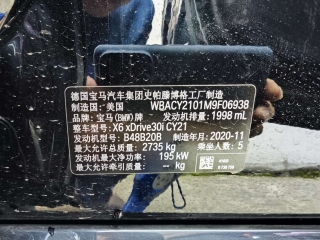 德国宝马汽车集团史帕滕博格工厂制造
制造国: 美国 WBACY2101M9F06938
品牌: 宝马(BMW)牌 发动机排量: 1998 mL
整车型号: X6 xDrive30i CY21
发动机型号: B48B20B 制造年月: 2020-11
最大允许总质量: 2735 kg 乘坐人数: 5
发动机最大净功率: 195 kW
最大允许牵引质量: -- kg